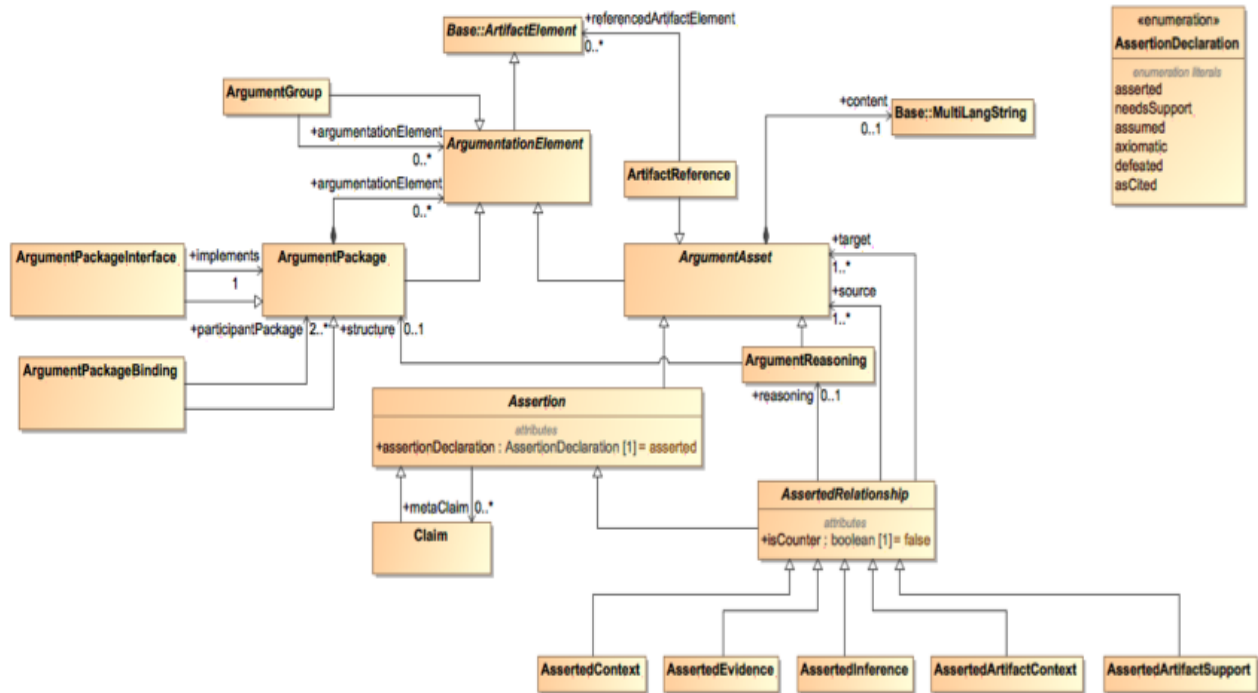 «enumeration»
AssertionDeclaration
enumeration literals
asserted
needsSupport
assumed
axiomatic
defeated
asCited
Base::ArtifactElement
+referencedArtifactElement
0..*
ArgumentGroup
+argumentationElement
0..*
ArgumentationElement
+content
0..1
Base::MultiLangString
+argumentationElement
0..*
ArtifactReference
ArgumentPackageInterface
+implements
1
ArgumentPackage
ArgumentAsset
+target
1..*
+source
1..*
+participantPackage
2..*
+structure
0..1
ArgumentPackageBinding
ArgumentReasoning
+reasoning
0..1
Assertion
attributes
+assertionDeclaration : AssertionDeclaration [1] = asserted
+metaClaim
0..*
Claim
AssertedRelationship
attributes
+isCounter : boolean [1] = false
AssertedContext
AssertedEvidence
AssertedInference
AssertedArtifactContext
AssertedArtifactSupport